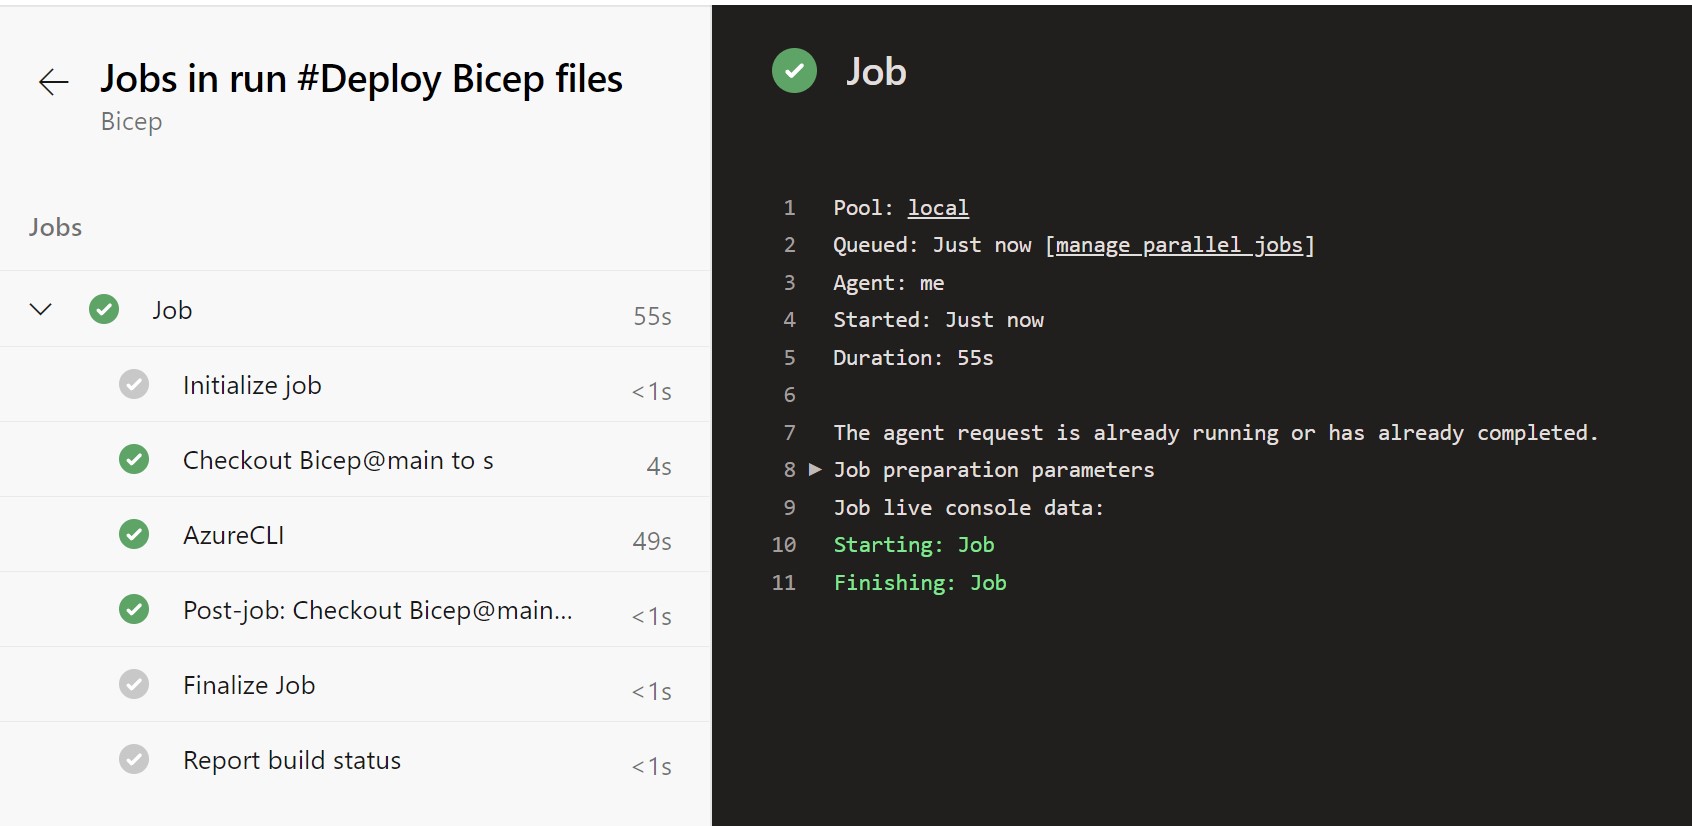 Jobs in run #Deploy Bicep files
Bicep
Jobs
Job 55s
Initialize job <1s
Checkout Bicep@main to s 4s
AzureCLI 49s
Post-job: Checkout Bicep@main... <1s
Finalize Job <1s
Report build status <1s
Job
1 Pool: local
2 Queued: Just now [manage parallel jobs]
3 Agent: me
4 Started: Just now
5 Duration: 55s
6
7 The agent request is already running or has already completed.
8 Job preparation parameters
9 Job live console data:
10 Starting: Job
11 Finishing: Job